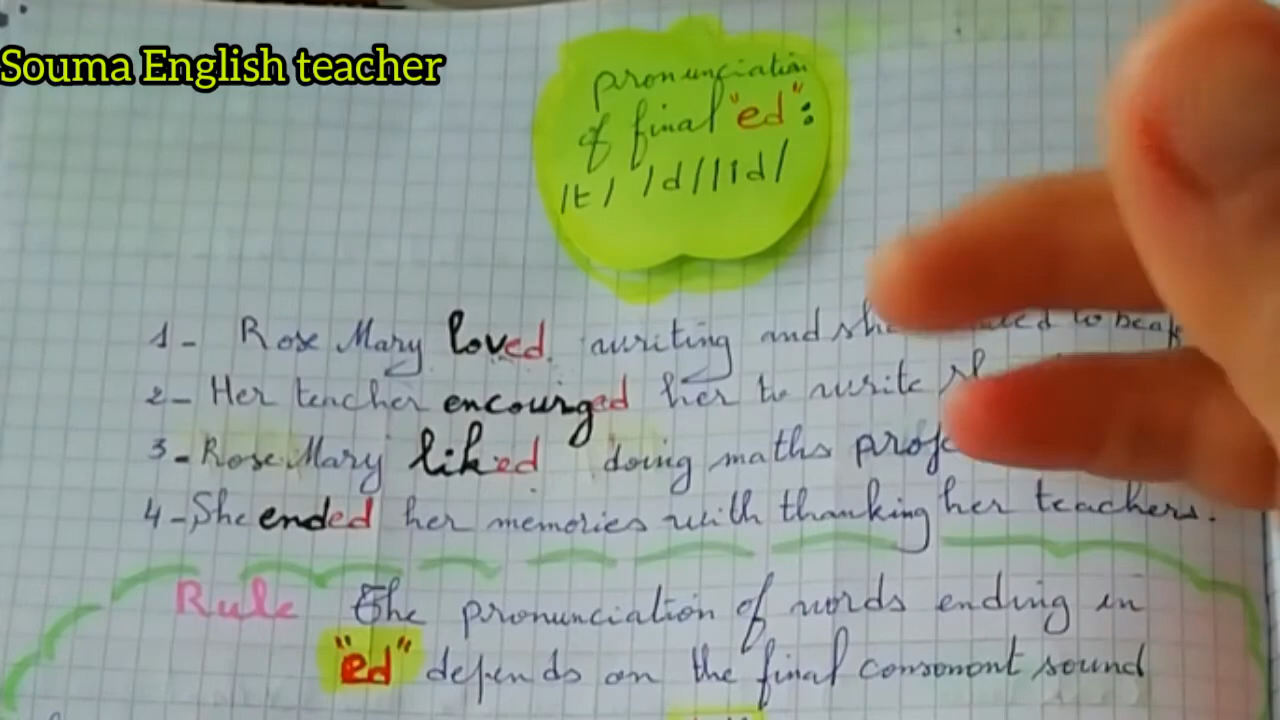 Souma English teacher
pronunciation
of final "ed":
/t/ /d/ /Id/
1- Rose Mary loved writing and she to
2- Her teacher encourged her to write
3- Rose Mary liked doing maths
4- She ended her memories with thanking her teachers.
Rule The pronunciation of words ending in
"ed" depends on the final consonont sound